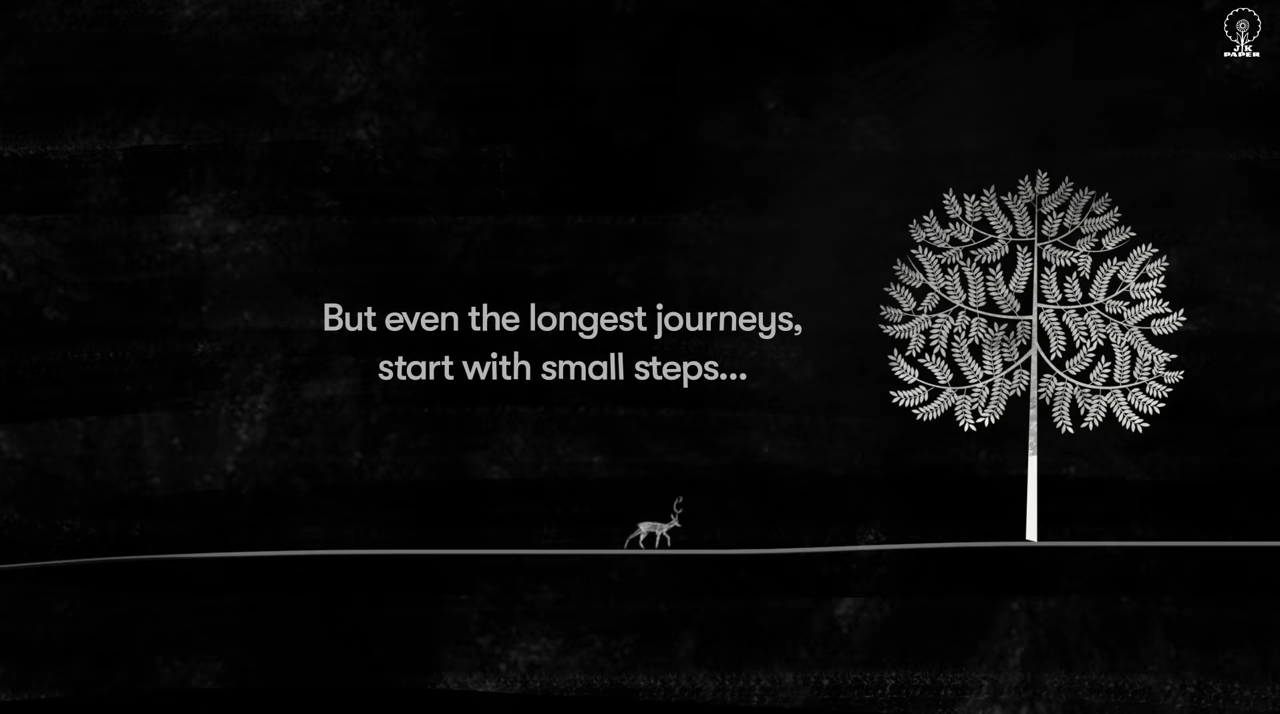 JK
PAPER
But even the longest journeys,
start with small steps...